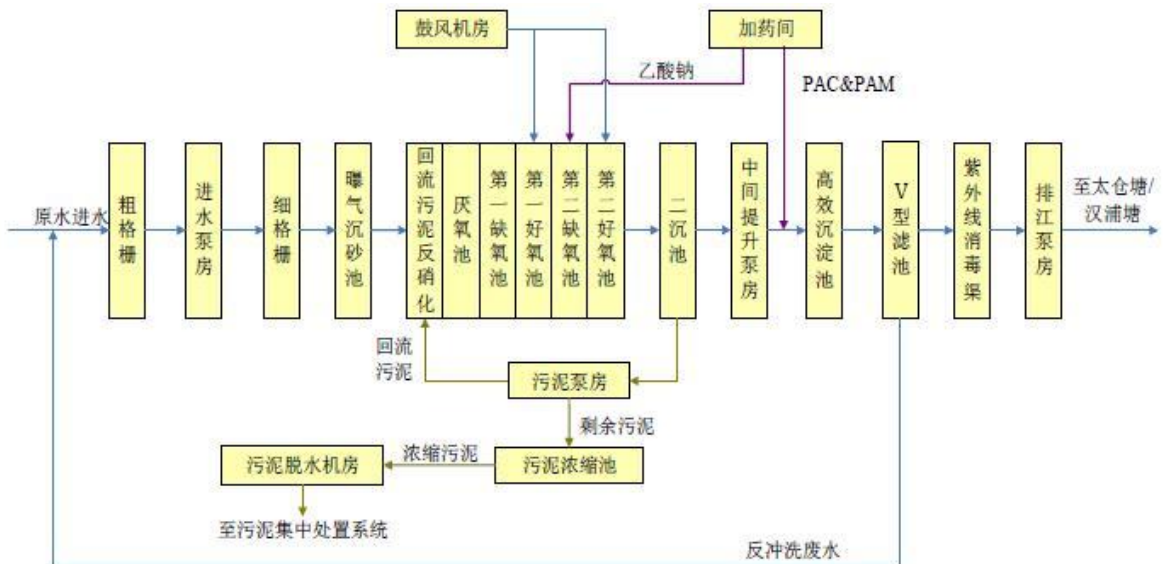 鼓风机房
加药间
乙酸钠
PAC&PAM
原水进水
粗格栅
进水泵房
细格栅
曝气沉砂池
回流污泥反硝化
厌氧池
第一缺氧池
第一好氧池
第二缺氧池
第二好氧池
二沉池
中间提升泵房
高效沉淀池
V型滤池
紫外线消毒渠
排江泵房
至太仓塘/
汉浦塘
回流
污泥
污泥泵房
剩余污泥
污泥脱水机房
浓缩污泥
污泥浓缩池
至污泥集中处置系统
反冲洗废水